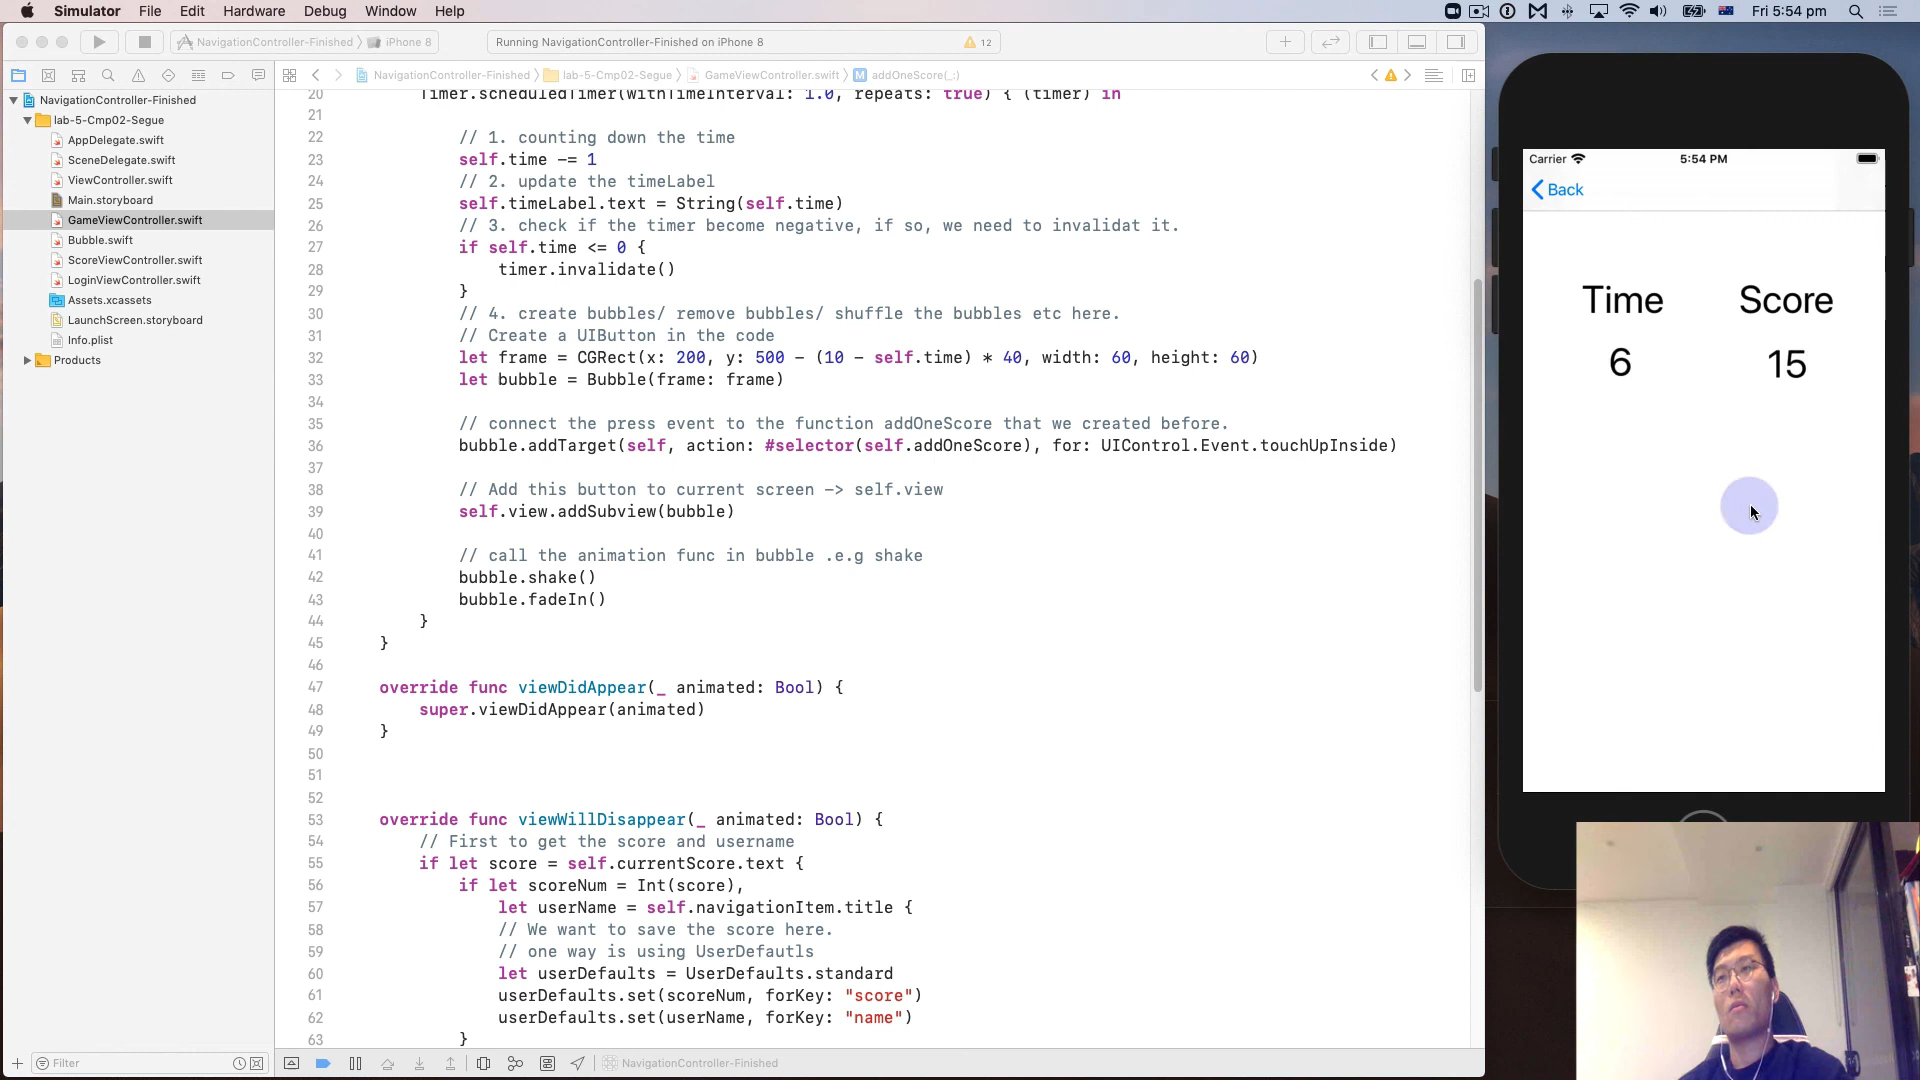 Simulator File Edit Hardware Debug Window Help
Fri 5:54 pm
NavigationController-Finished iPhone 8
Running NavigationController-Finished on iPhone 8
12
NavigationController-Finished lab-5-Cmp02-Segue GameViewController.swift M addOneScore(_:)
NavigationController-Finished
lab-5-Cmp02-Segue
AppDelegate.swift
SceneDelegate.swift
ViewController.swift
Main.storyboard
GameViewController.swift
Bubble.swift
ScoreViewController.swift
LoginViewController.swift
Assets.xcassets
LaunchScreen.storyboard
Info.plist
Products
Filter
20 Timer.scheduledTimer(withTimeInterval: 1.0, repeats: true) { (timer) in
21
22 // 1. counting down the time
23 self.time -= 1
24 // 2. update the timeLabel
25 self.timeLabel.text = String(self.time)
26 // 3. check if the timer become negative, if so, we need to invalidat it.
27 if self.time <= 0 {
28 timer.invalidate()
29 }
30 // 4. create bubbles/ remove bubbles/ shuffle the bubbles etc here.
31 // Create a UIButton in the code
32 let frame = CGRect(x: 200, y: 500 - (10 - self.time) * 40, width: 60, height: 60)
33 let bubble = Bubble(frame: frame)
34
35 // connect the press event to the function addOneScore that we created before.
36 bubble.addTarget(self, action: #selector(self.addOneScore), for: UIControl.Event.touchUpInside)
37
38 // Add this button to current screen -> self.view
39 self.view.addSubview(bubble)
40
41 // call the animation func in bubble .e.g shake
42 bubble.shake()
43 bubble.fadeIn()
44 }
45 }
46
47 override func viewDidAppear(_ animated: Bool) {
48 super.viewDidAppear(animated)
49 }
50
51
52
53 override func viewWillDisappear(_ animated: Bool) {
54 // First to get the score and username
55 if let score = self.currentScore.text {
56 if let scoreNum = Int(score),
57 let userName = self.navigationItem.title {
58 // We want to save the score here.
59 // one way is using UserDefautls
60 let userDefaults = UserDefaults.standard
61 userDefaults.set(scoreNum, forKey: "score")
62 userDefaults.set(userName, forKey: "name")
63 }
NavigationController-Finished
Carrier 5:54 PM
Back
Time Score
6 15